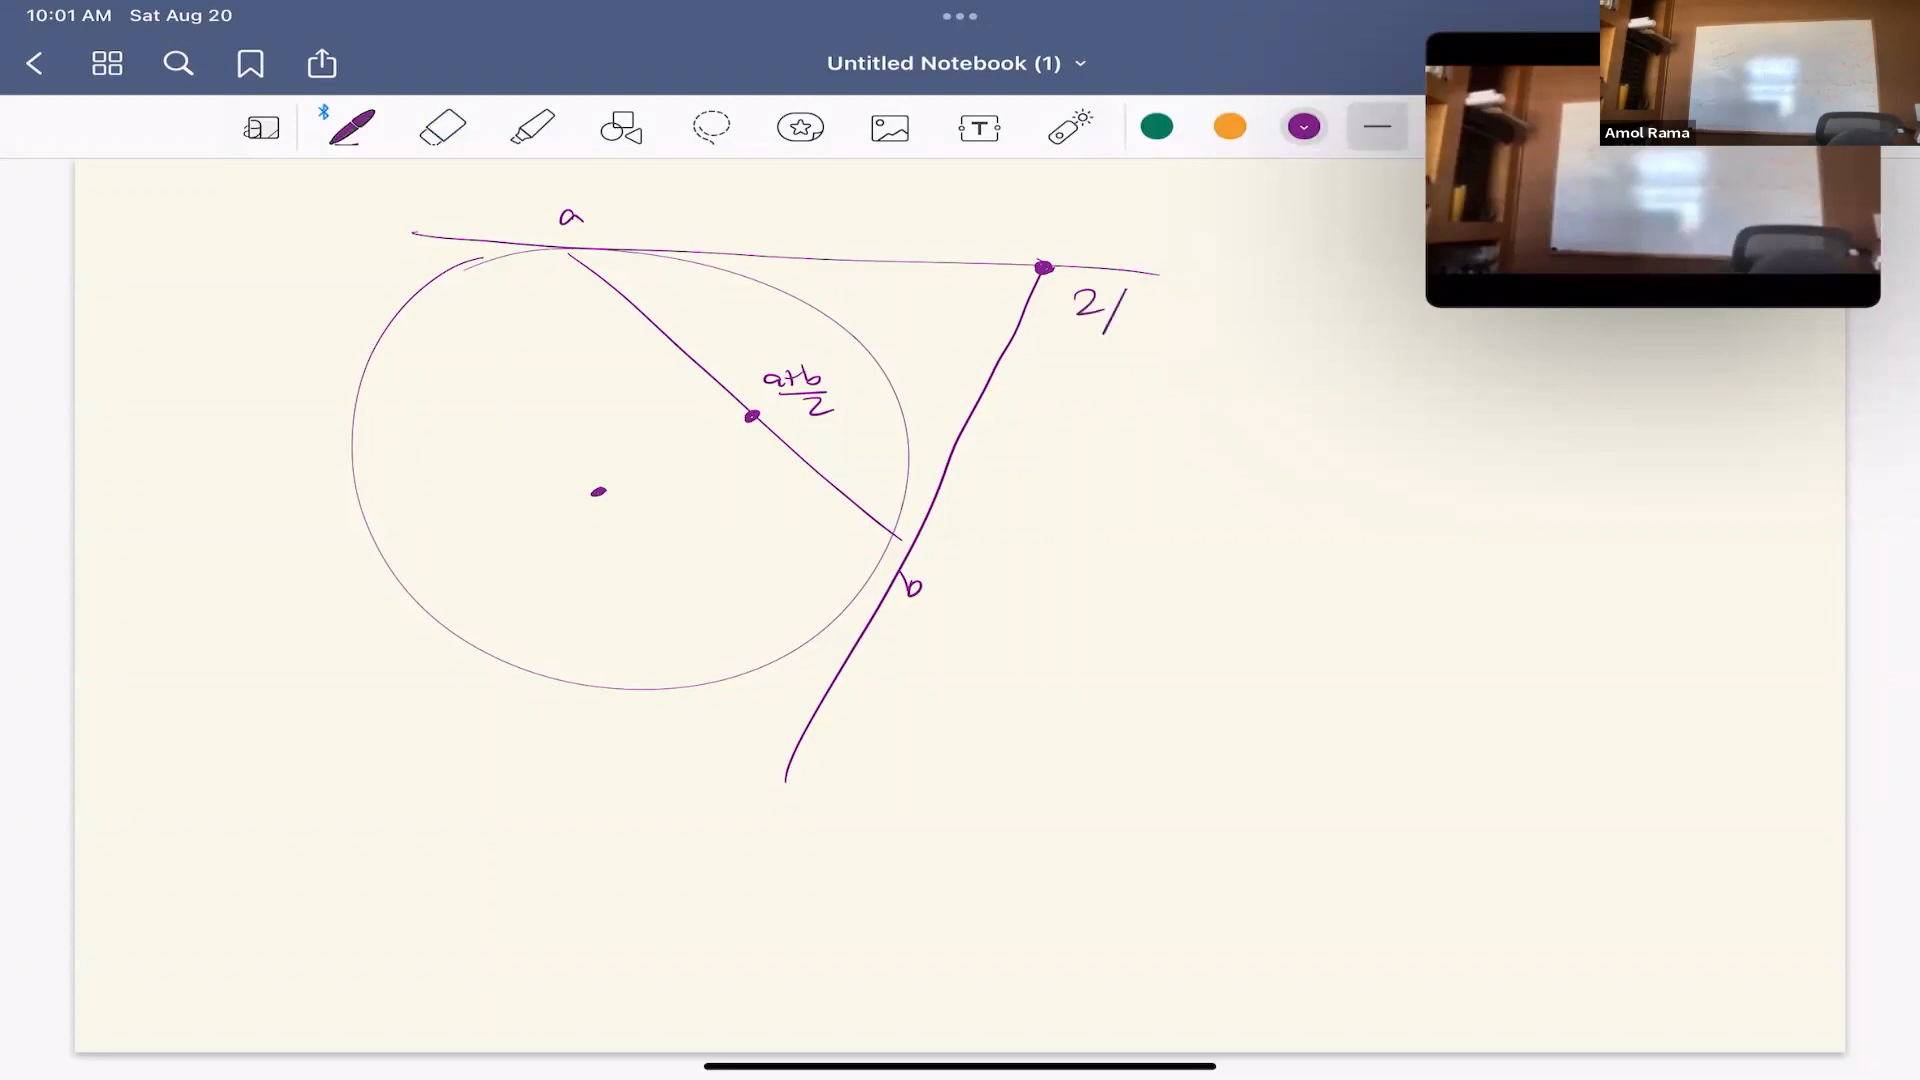 10:01 AM Sat Aug 20
Untitled Notebook (1)
T
Amol Rama
a
2/
a+b
2
b